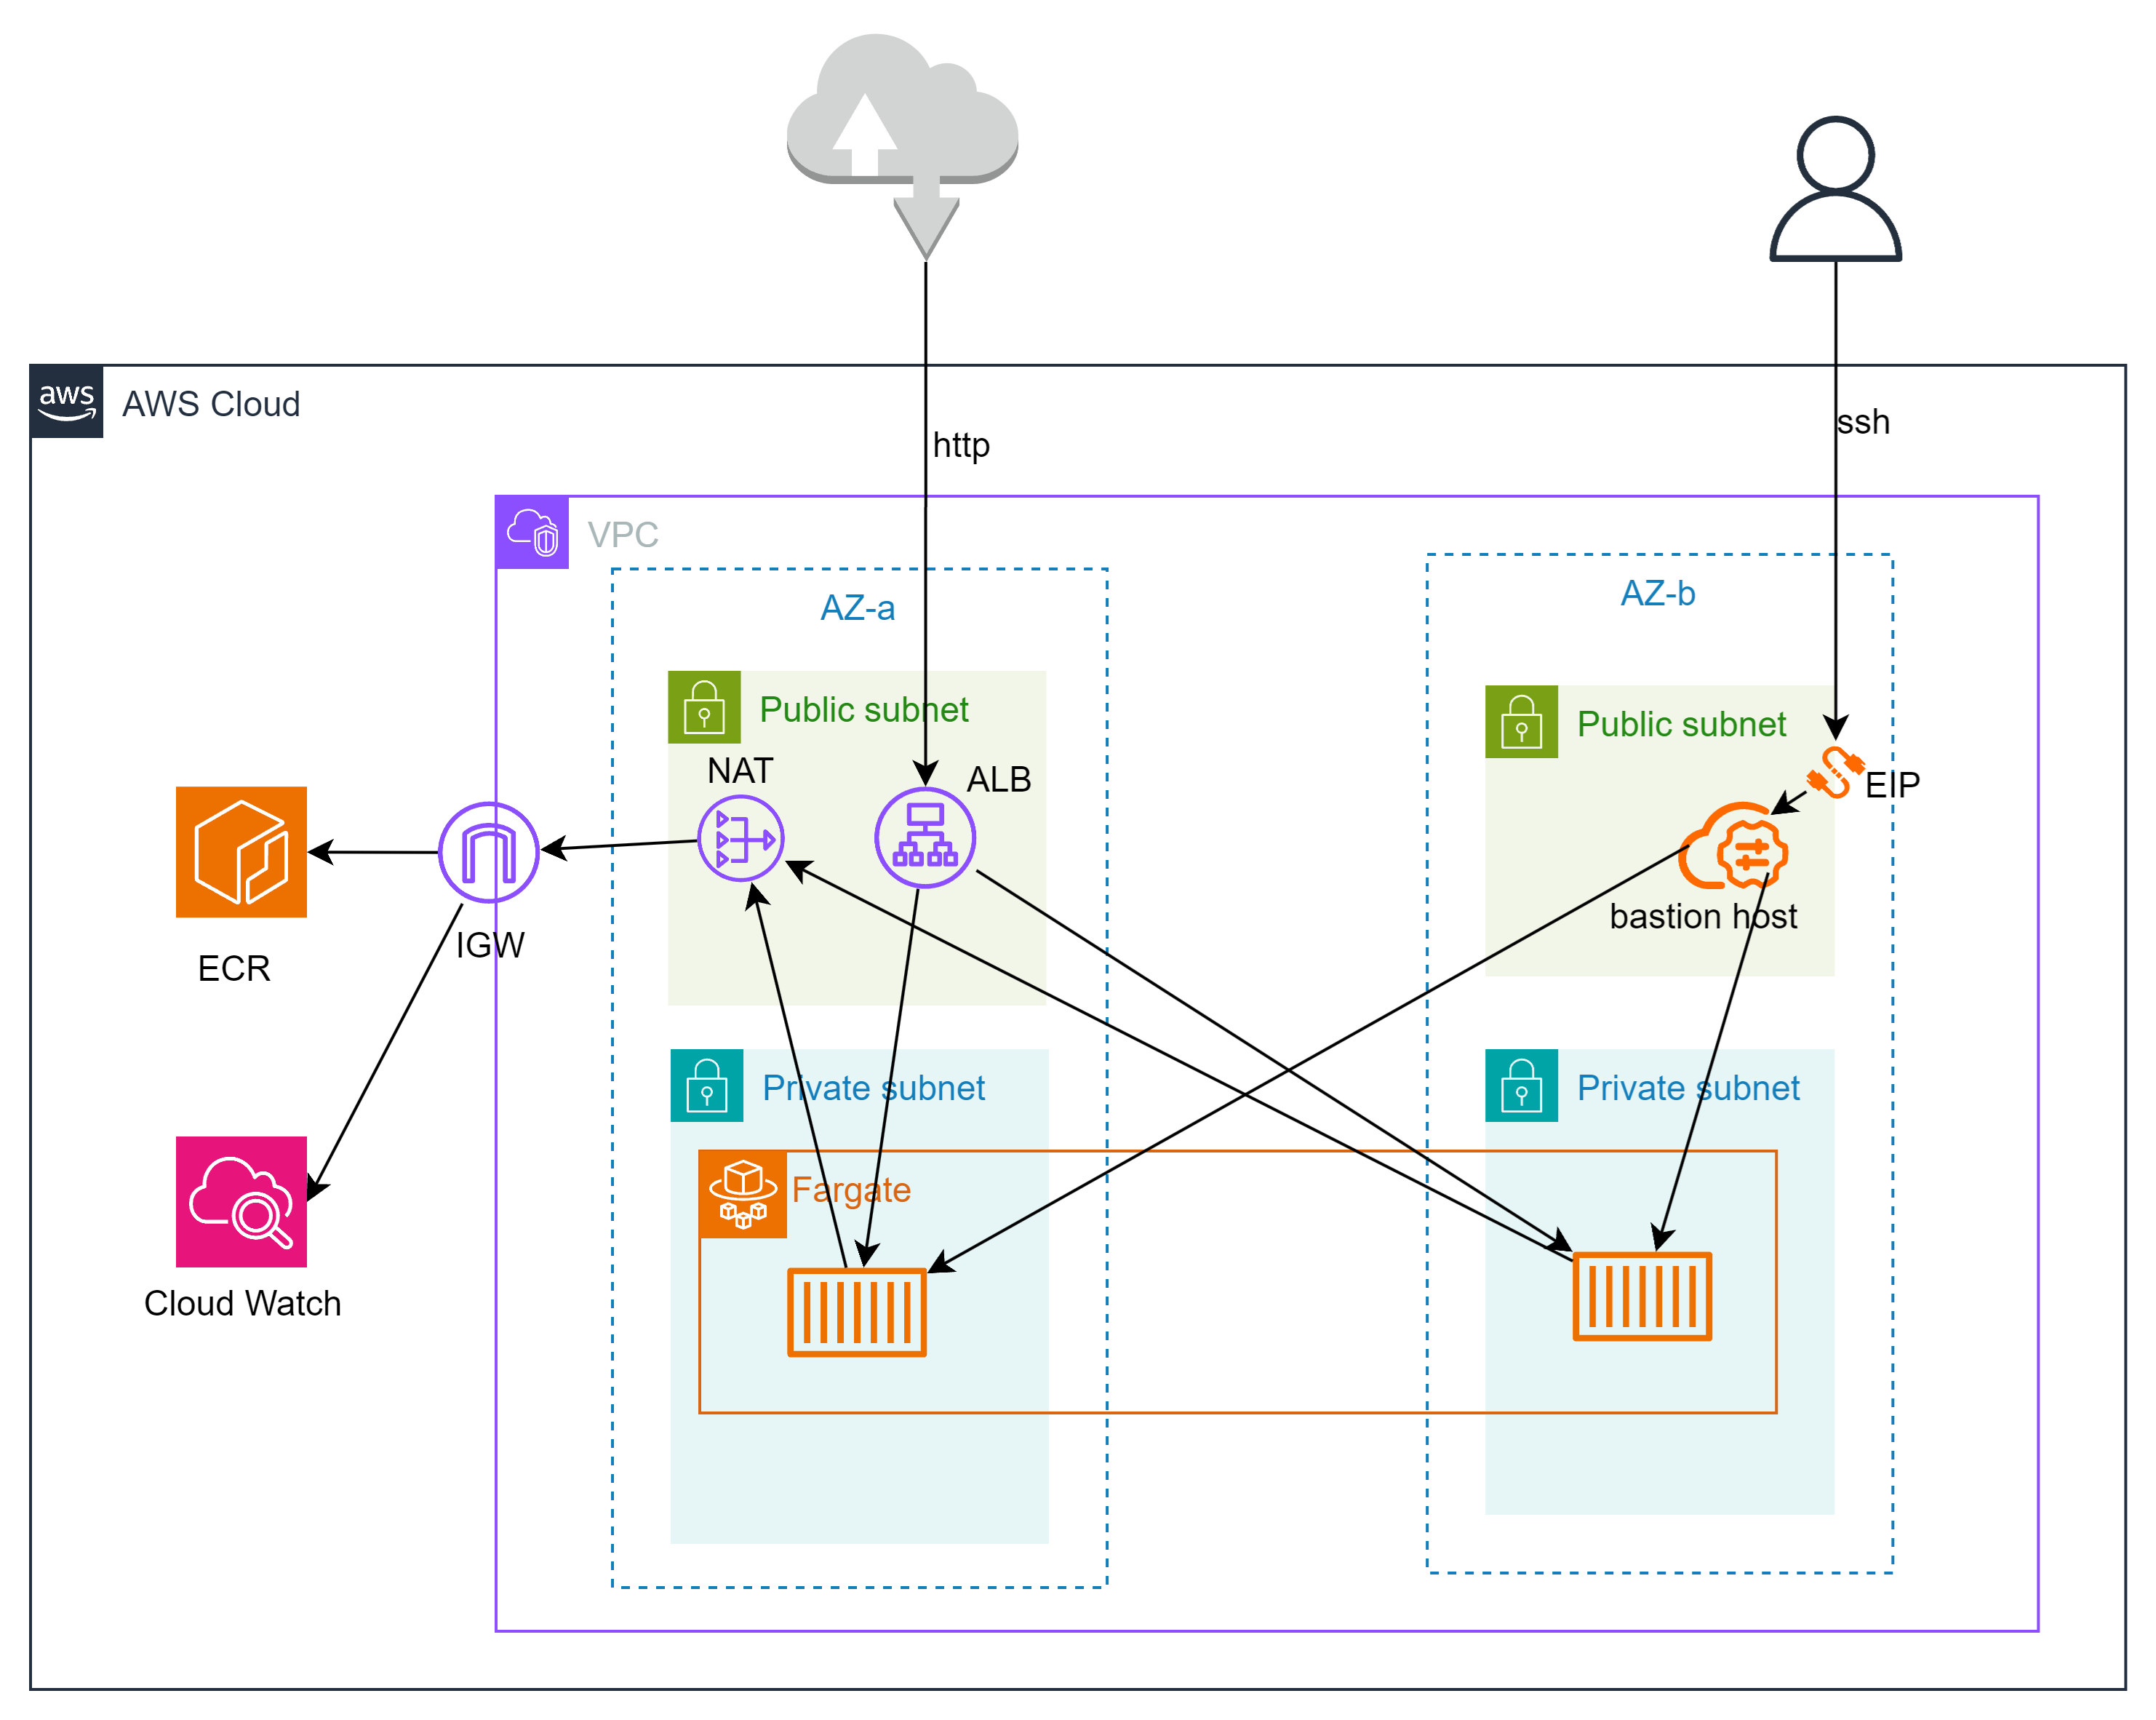 aws
AWS Cloud
http
ssh
VPC
AZ-a
AZ-b
Public subnet
Public subnet
NAT
ALB
EIP
bastion host
IGW
ECR
Private subnet
Private subnet
Fargate
Cloud Watch